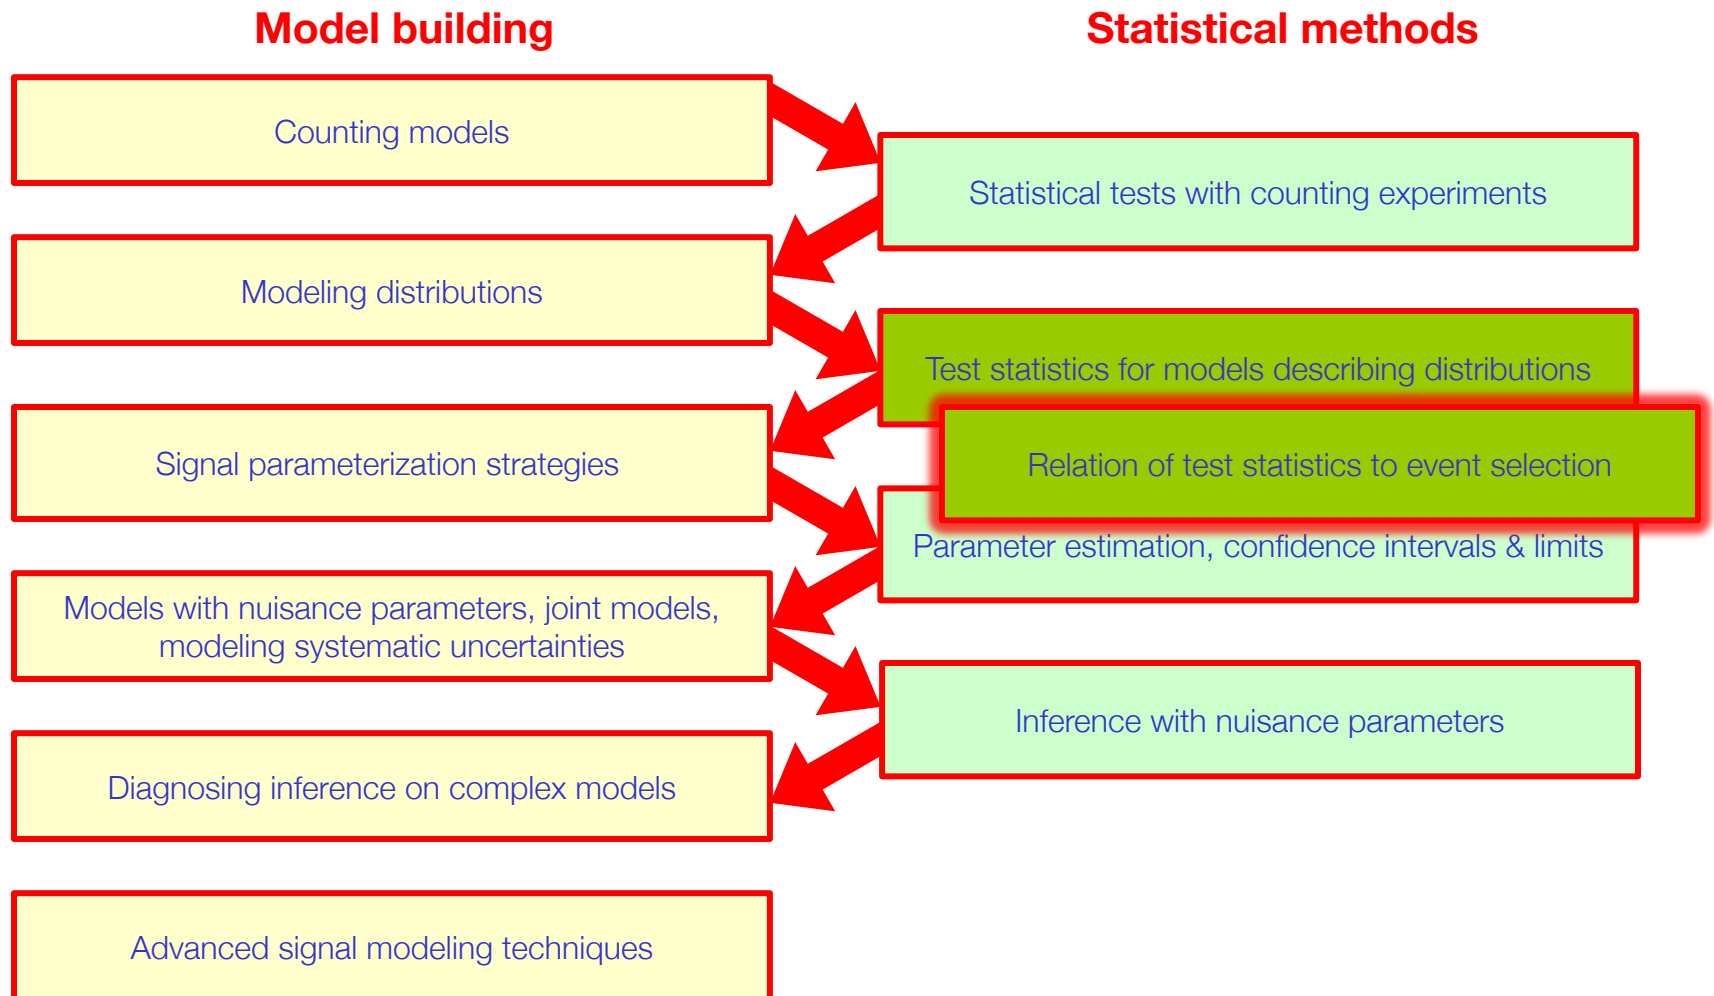 Model building
Statistical methods
Counting models
Statistical tests with counting experiments
Modeling distributions
Test statistics for models describing distributions
Signal parameterization strategies
Relation of test statistics to event selection
Parameter estimation, confidence intervals & limits
Models with nuisance parameters, joint models,
modeling systematic uncertainties
Inference with nuisance parameters
Diagnosing inference on complex models
Advanced signal modeling techniques